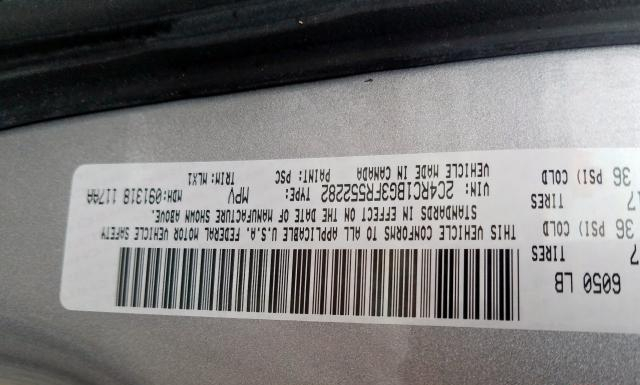 6050 LB
TIRES
36 PSI) COLD
TIRES
36 PSI) COLD
THIS VEHICLE CONFORMS TO ALL APPLICABLE U.S.A. FEDERAL MOTOR VEHICLE SAFETY
STANDARDS IN EFFECT ON THE DATE OF MANUFACTURE SHOWN ABOVE.
VIN: 2C4RC1BG3FR552282 TYPE: MPV MDH:091318 117AA
VEHICLE MADE IN CANADA PAINT: PSC TRIM: MLX1